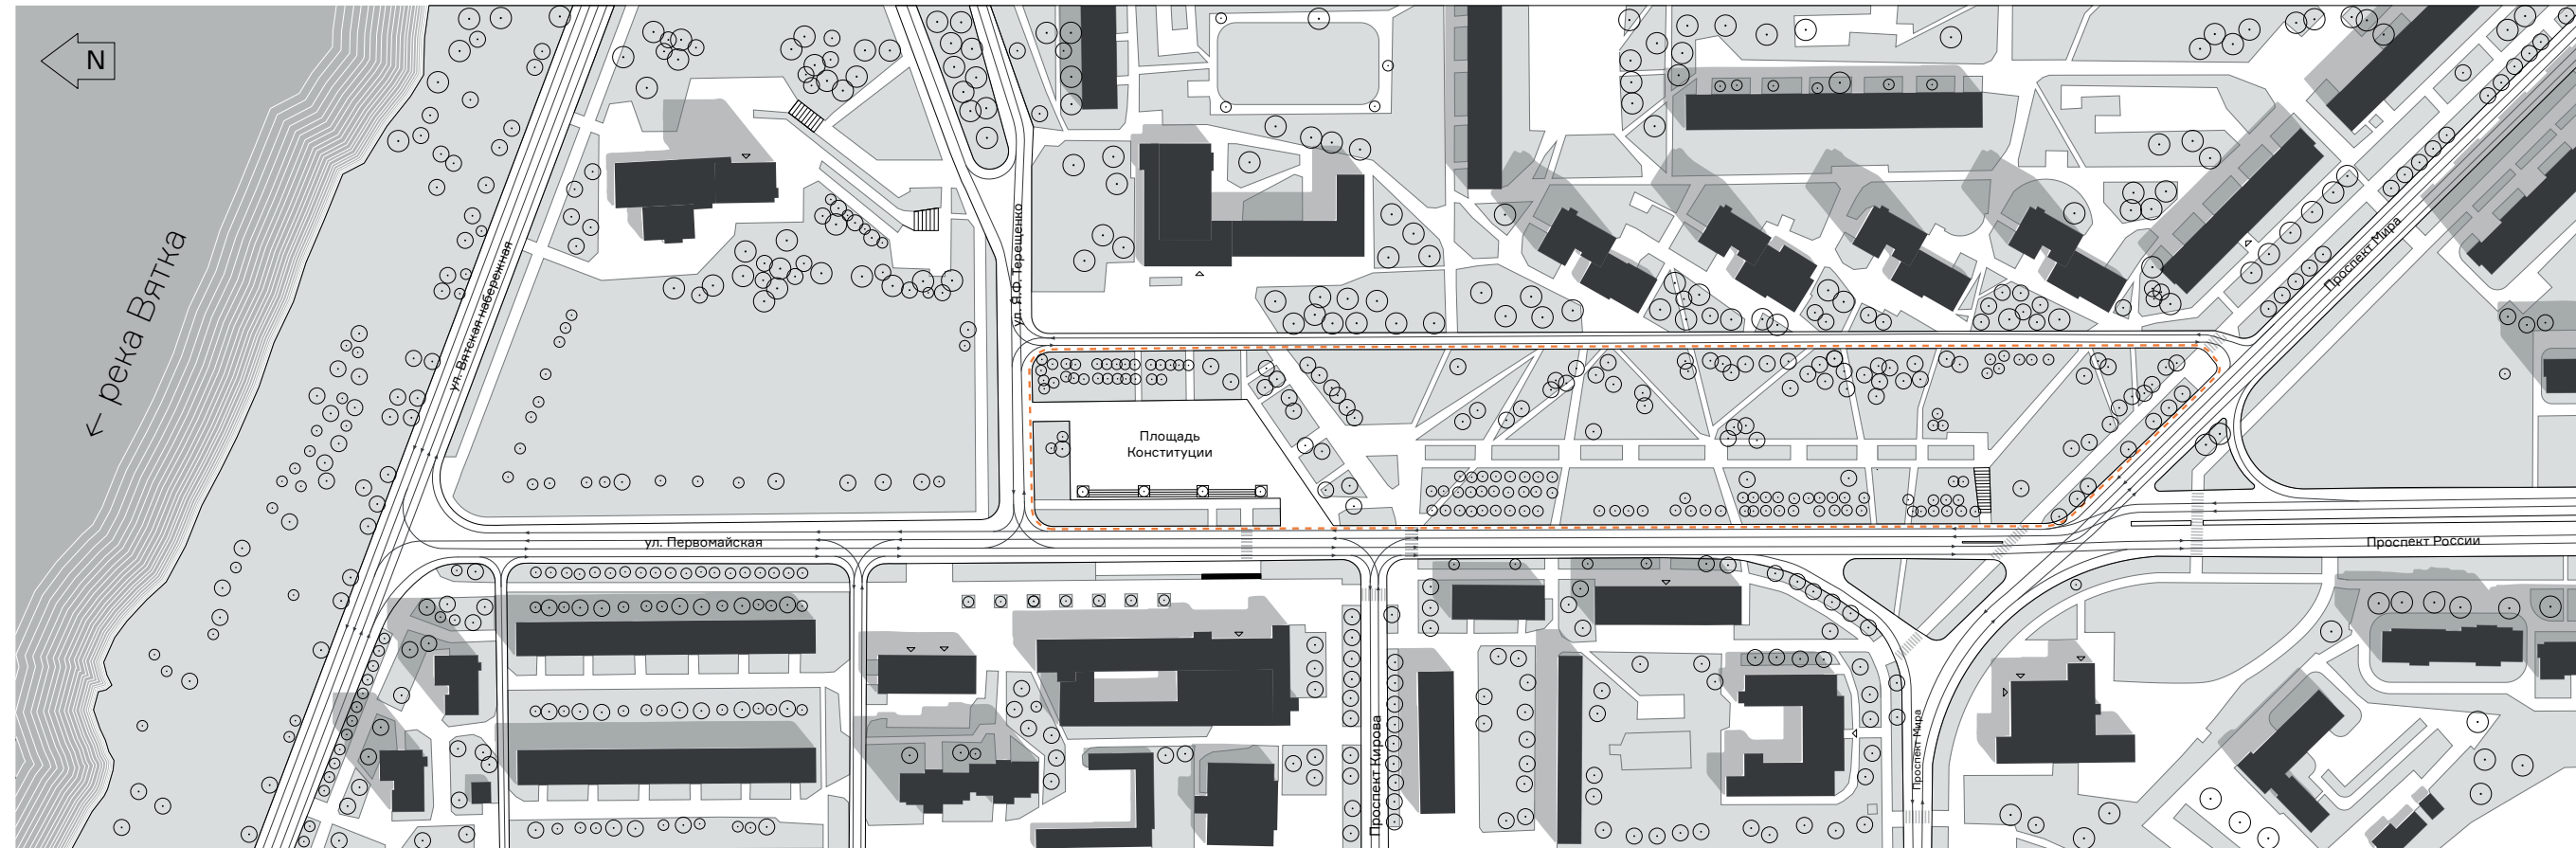 N
← река Вятка
ул. Вятская набережная
ул. Я.Ф. Терещенко
Проспект Мира
Площадь
Конституции
ул. Первомайская
Проспект России
Проспект Кирова
Проспект Мира